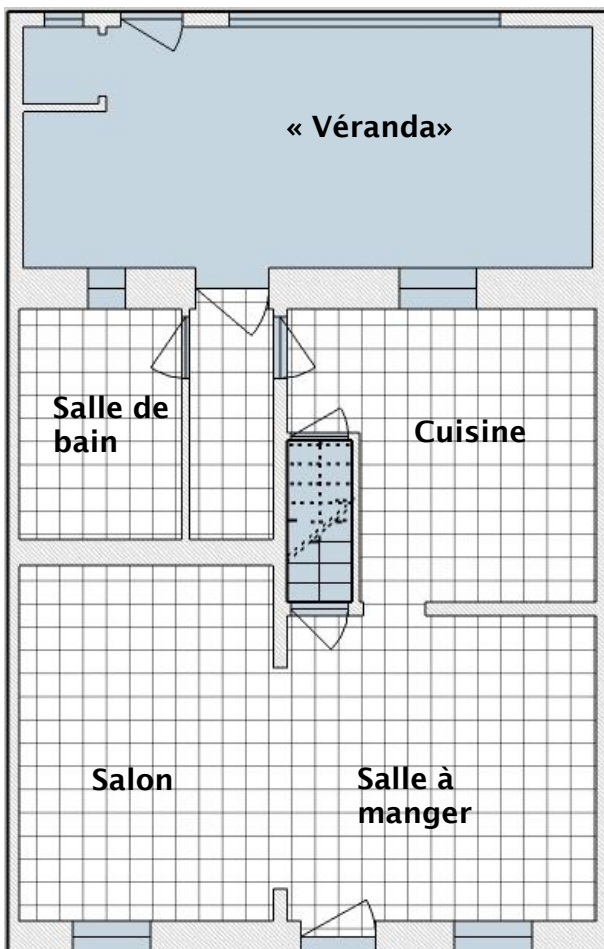 « Véranda»
Salle de
bain
Cuisine
Salon
Salle à
manger